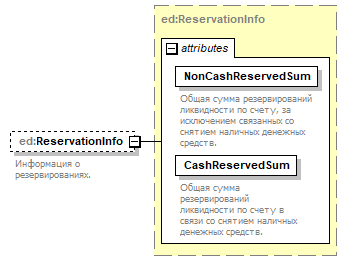 ed:ReservationInfo
attributes
NonCashReservedSum
Общая сумма резервирований
ликвидности по счету, за
исключением связанных со
снятием наличных денежных
средств.
ed:ReservationInfo
Информация о
резервированиях.
CashReservedSum
Общая сумма
резервирований
ликвидности по счету в
связи со снятием наличных
денежных средств.